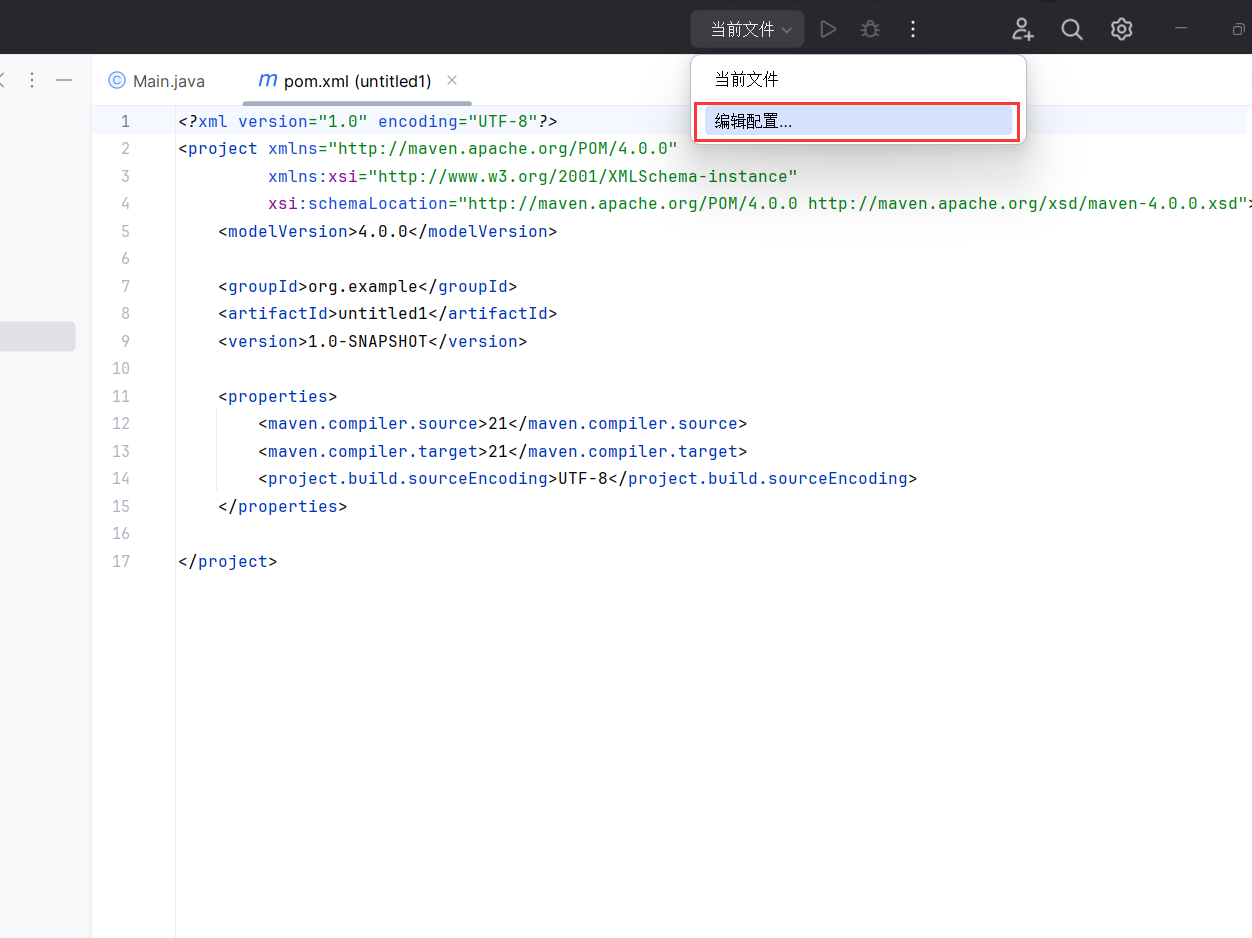 当前文件
Main.java
pom.xml (untitled1)
当前文件
编辑配置...
1 <?xml version="1.0" encoding="UTF-8"?>
2 <project xmlns="http://maven.apache.org/POM/4.0.0"
3 xmlns:xsi="http://www.w3.org/2001/XMLSchema-instance"
4 xsi:schemaLocation="http://maven.apache.org/POM/4.0.0 http://maven.apache.org/xsd/maven-4.0.0.xsd">
5 <modelVersion>4.0.0</modelVersion>
6
7 <groupId>org.example</groupId>
8 <artifactId>untitled1</artifactId>
9 <version>1.0-SNAPSHOT</version>
10
11 <properties>
12 <maven.compiler.source>21</maven.compiler.source>
13 <maven.compiler.target>21</maven.compiler.target>
14 <project.build.sourceEncoding>UTF-8</project.build.sourceEncoding>
15 </properties>
16
17 </project>